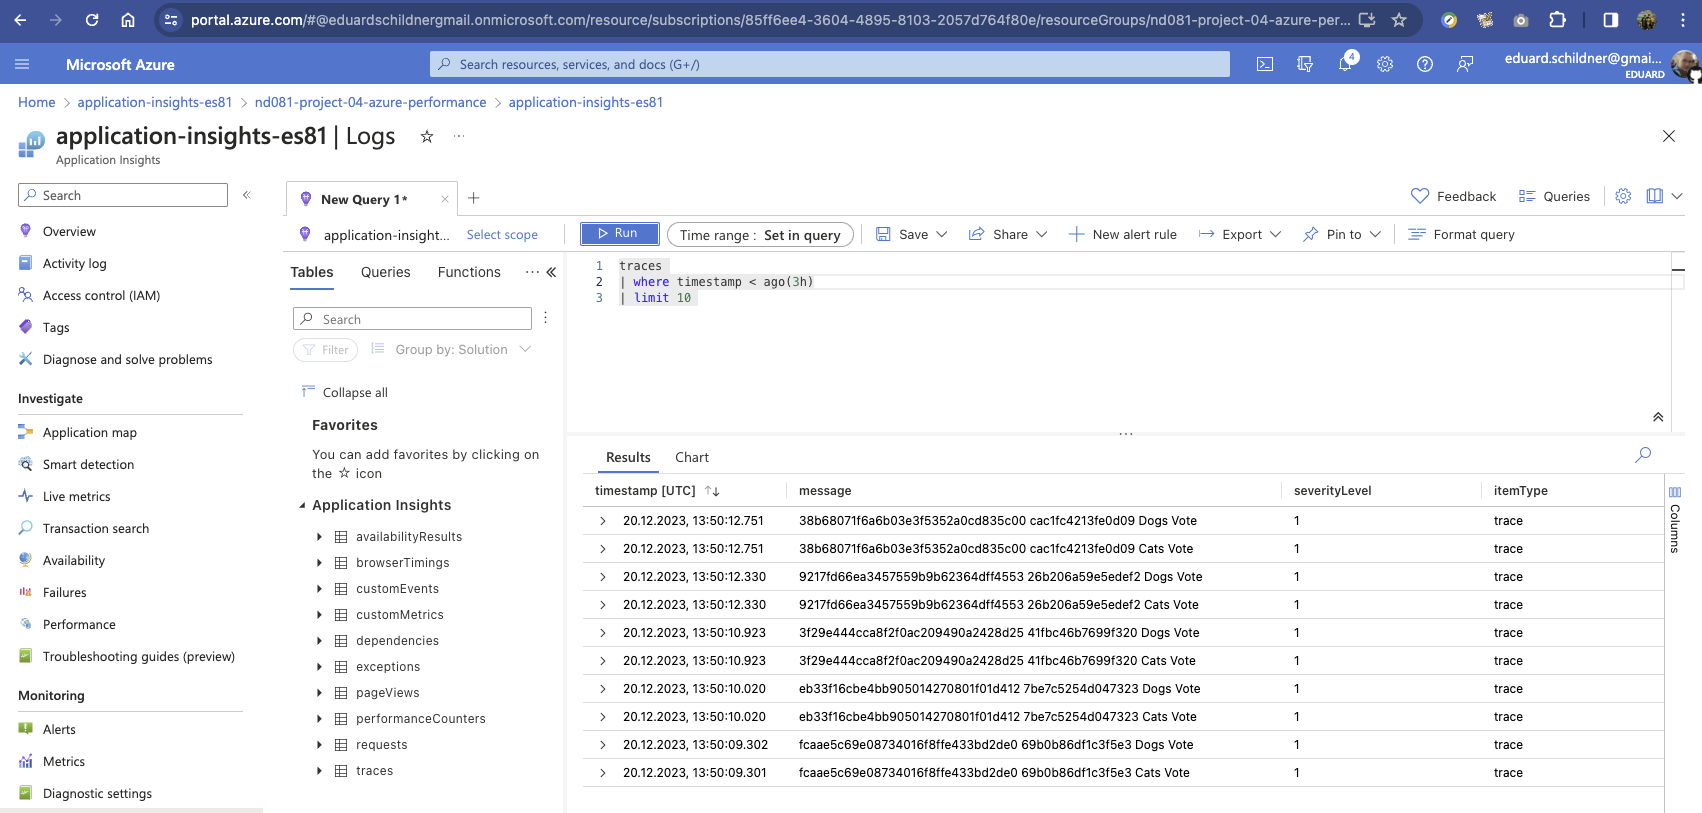 portal.azure.com/#@eduardschildnergmail.onmicrosoft.com/resource/subscriptions/85ff6ee4-3604-4895-8103-2057d764f80e/resourceGroups/nd081-project-04-azure-per...
Microsoft Azure
Search resources, services, and docs (G+/)
4
eduard.schildner@gmai...
EDUARD
Home > application-insights-es81 > nd081-project-04-azure-performance > application-insights-es81
application-insights-es81 | Logs
Application Insights
Search
Overview
Activity log
Access control (IAM)
Tags
Diagnose and solve problems
Investigate
Application map
Smart detection
Live metrics
Transaction search
Availability
Failures
Performance
Troubleshooting guides (preview)
Monitoring
Alerts
Metrics
Diagnostic settings
New Query 1*
Feedback
Queries
application-insight...
Select scope
Run
Time range : Set in query
Save
Share
New alert rule
Export
Pin to
Format query
Tables
Queries
Functions
Search
Filter
Group by: Solution
Collapse all
Favorites
You can add favorites by clicking on
the ☆ icon
Application Insights
availabilityResults
browserTimings
customEvents
customMetrics
dependencies
exceptions
pageViews
performanceCounters
requests
traces
1 traces
2 | where timestamp < ago(3h)
3 | limit 10
Results
Chart
timestamp [UTC] message severityLevel itemType
20.12.2023, 13:50:12.751 38b68071f6a6b03e3f5352a0cd835c00 cac1fc4213fe0d09 Dogs Vote 1 trace
20.12.2023, 13:50:12.751 38b68071f6a6b03e3f5352a0cd835c00 cac1fc4213fe0d09 Cats Vote 1 trace
20.12.2023, 13:50:12.330 9217fd66ea3457559b9b62364dff4553 26b206a59e5edef2 Dogs Vote 1 trace
20.12.2023, 13:50:12.330 9217fd66ea3457559b9b62364dff4553 26b206a59e5edef2 Cats Vote 1 trace
20.12.2023, 13:50:10.923 3f29e444cca8f2f0ac209490a2428d25 41fbc46b7699f320 Dogs Vote 1 trace
20.12.2023, 13:50:10.923 3f29e444cca8f2f0ac209490a2428d25 41fbc46b7699f320 Cats Vote 1 trace
20.12.2023, 13:50:10.020 eb33f16cbe4bb905014270801f01d412 7be7c5254d047323 Dogs Vote 1 trace
20.12.2023, 13:50:10.020 eb33f16cbe4bb905014270801f01d412 7be7c5254d047323 Cats Vote 1 trace
20.12.2023, 13:50:09.302 fcaae5c69e08734016f8ffe433bd2de0 69b0b86df1c3f5e3 Dogs Vote 1 trace
20.12.2023, 13:50:09.301 fcaae5c69e08734016f8ffe433bd2de0 69b0b86df1c3f5e3 Cats Vote 1 trace
Columns